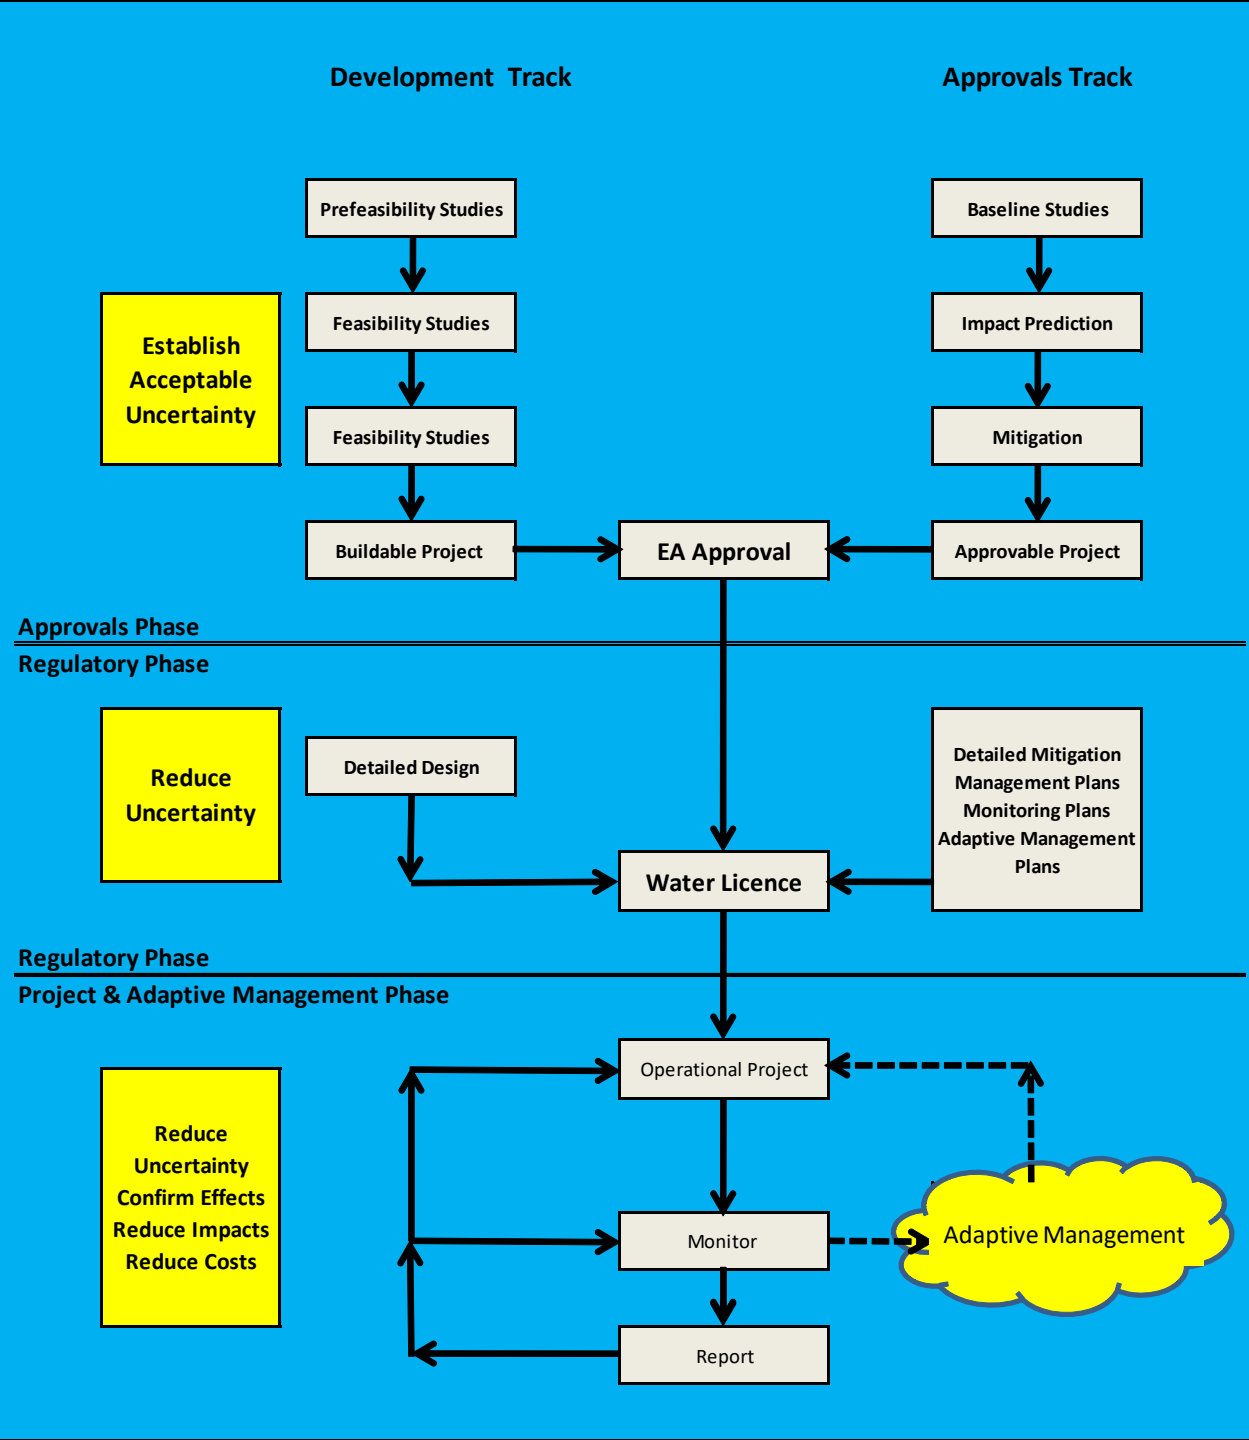 Development  Track
Approvals Track
Prefeasibility Studies
Baseline Studies
Establish
Acceptable
Uncertainty
Feasibility Studies
Impact Prediction
Feasibility Studies
Mitigation
Buildable Project
EA Approval
Approvable Project
Approvals Phase
Regulatory Phase
Reduce
Uncertainty
Detailed Design
Detailed Mitigation
Management Plans
Monitoring Plans
Adaptive Management
Plans
Water Licence
Regulatory Phase
Project & Adaptive Management Phase
Operational Project
Reduce
Uncertainty
Confirm Effects
Reduce Impacts
Reduce Costs
Monitor
Adaptive Management
Report